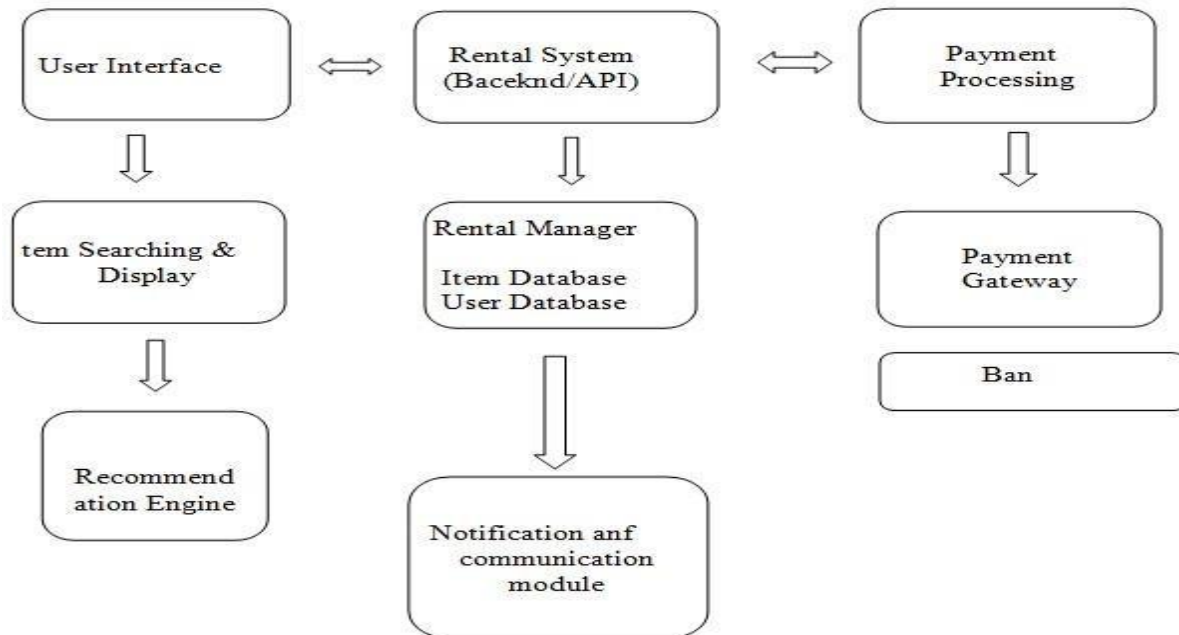 User Interface
Rental System
(Baceknd/API)
Payment
Processing
tem Searching &
Display
Rental Manager
Item Database
User Database
Payment
Gateway
Ban
Recommend
ation Engine
Notification anf
communication
module